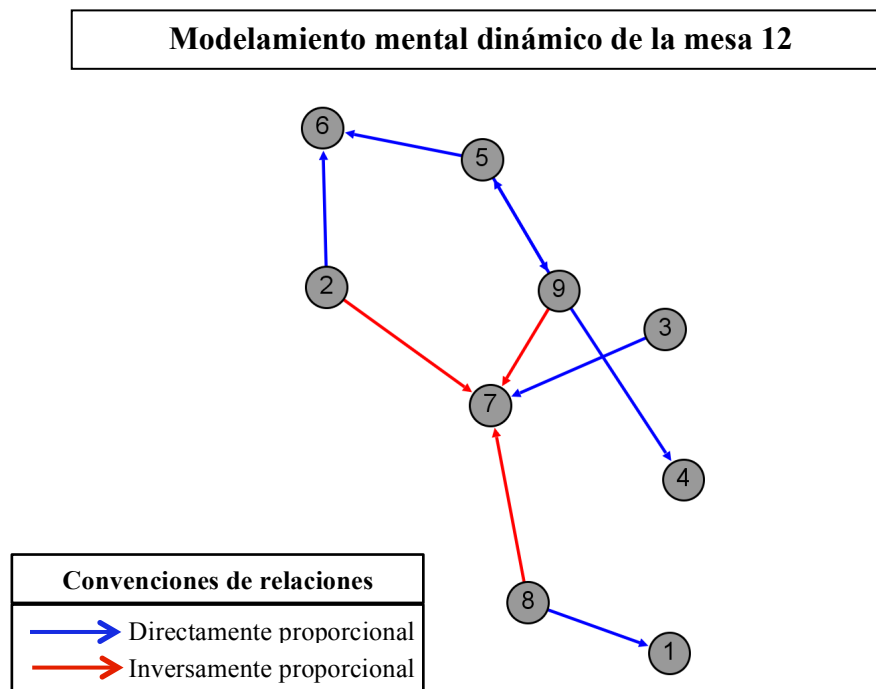 Modelamiento mental dinámico de la mesa 12
6
5
2
9
3
7
4
8
1
Convenciones de relaciones
Directamente proporcional
Inversamente proporcional